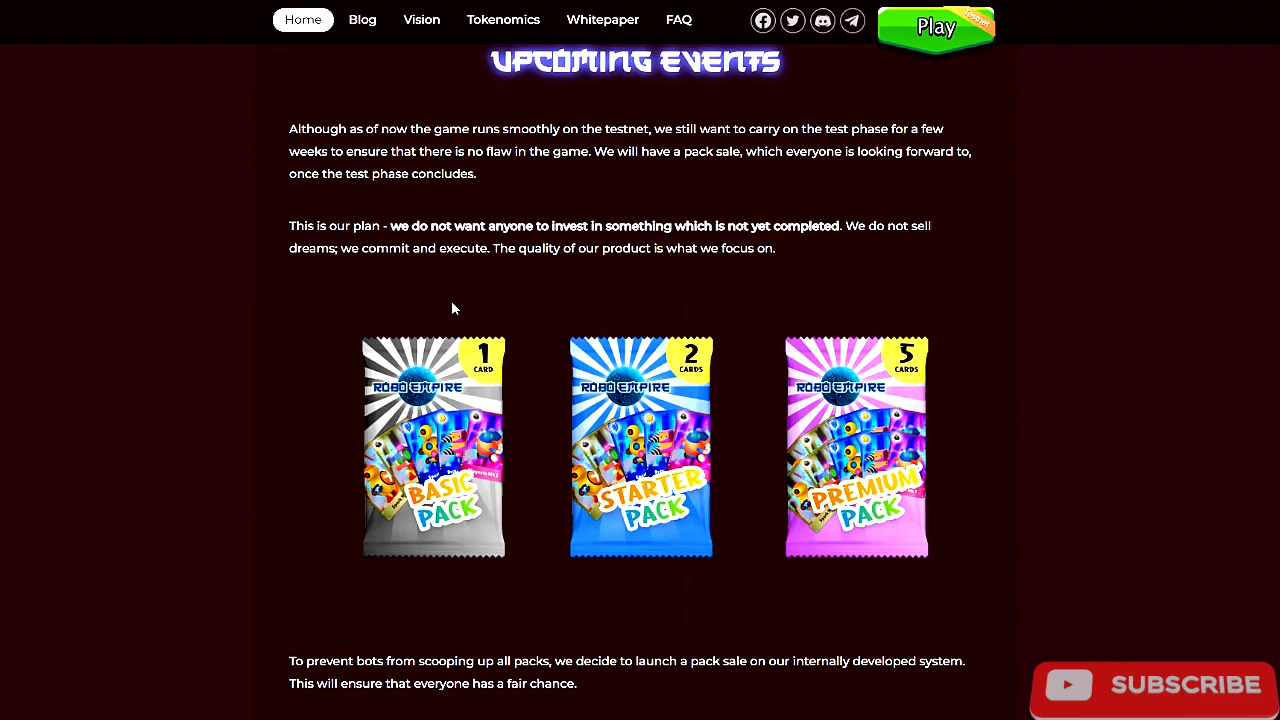 Home Blog Vision Tokenomics Whitepaper FAQ Play Testnet
UPCOMING EVENTS
Although as of now the game runs smoothly on the testnet, we still want to carry on the test phase for a few
weeks to ensure that there is no flaw in the game. We will have a pack sale, which everyone is looking forward to,
once the test phase concludes.
This is our plan - we do not want anyone to invest in something which is not yet completed. We do not sell
dreams; we commit and execute. The quality of our product is what we focus on.
1
CARD
ROBO EMPIRE
BASIC
PACK
2
CARDS
ROBO EMPIRE
STARTER
PACK
5
CARDS
ROBO EMPIRE
PREMIUM
PACK
To prevent bots from scooping up all packs, we decide to launch a pack sale on our internally developed system.
This will ensure that everyone has a fair chance.
SUBSCRIBE